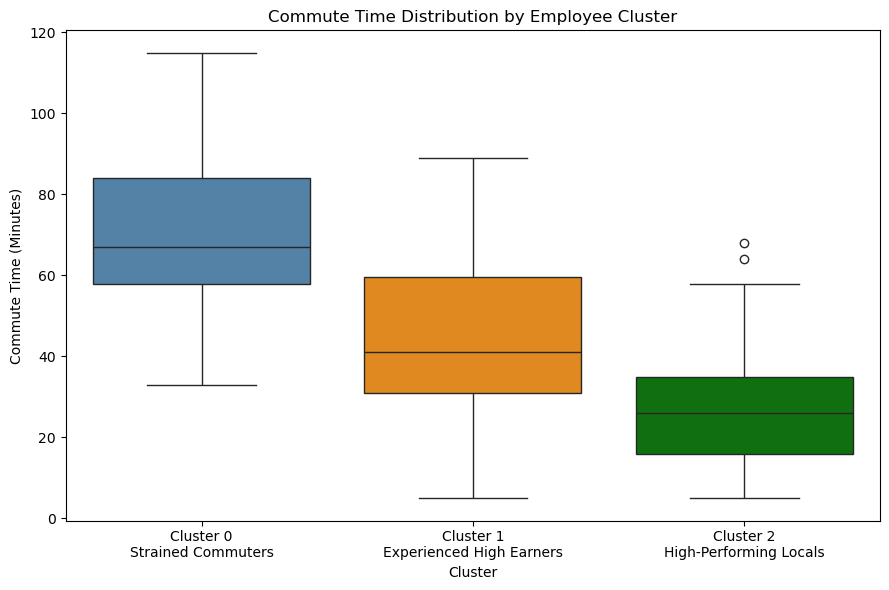 Commute Time Distribution by Employee Cluster
Commute Time (Minutes)
120
100
80
60
40
20
0
Cluster 0
Strained Commuters
Cluster 1
Experienced High Earners
Cluster 2
High-Performing Locals
Cluster